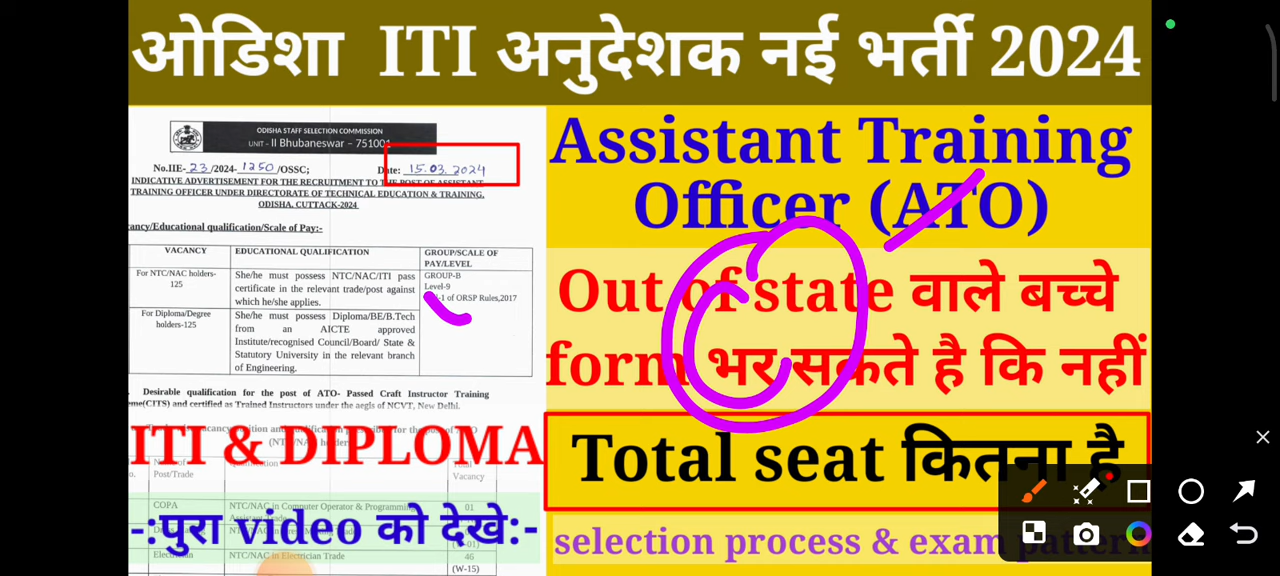 ओडिशा ITI अनुदेशक नई भर्ती 2024
ODISHA STAFF SELECTION COMMISSION
UNIT – II Bhubaneswar – 751001
No.IIE-23/2024-1250/OSSC; Date: 15.03.2024
INDICATIVE ADVERTISEMENT FOR THE RECRUITMENT TO THE POST OF ASSISTANT
TRAINING OFFICER UNDER DIRECTORATE OF TECHNICAL EDUCATION & TRAINING,
ODISHA, CUTTACK-2024
/Educational qualification/Scale of Pay:-
VACANCY EDUCATIONAL QUALIFICATION GROUP/SCALE OF
PAY/LEVEL
For NTC/NAC holders-
125
She/he must possess NTC/NAC/ITI pass
certificate in the relevant trade/post against
which he/she applies.
GROUP-B
Level-9
of ORSP Rules,2017
For Diploma/Degree
holders-125
She/he must possess Diploma/BE/B.Tech
from an AICTE approved
Institute/recognised Council/Board/ State &
Statutory University in the relevant branch
of Engineering.
Desirable qualification for the post of ATO- Passed Craft Instructor Training
(CITS) and certified as Trained Instructors under the aegis of NCVT, New Delhi.
Post/Trade
Total
Vacancy
ITI & DIPLOMA
COPA NTC/NAC in Computer Operator & Programming 01
-:पुरा video को देखे:-
Electrician NTC/NAC in Electrician Trade 46
(W-15)
Assistant Training
Officer (ATO)
Out of state वाले बच्चे
form भर सकते है कि नहीं
Total seat कितना है
selection process & exam pattern